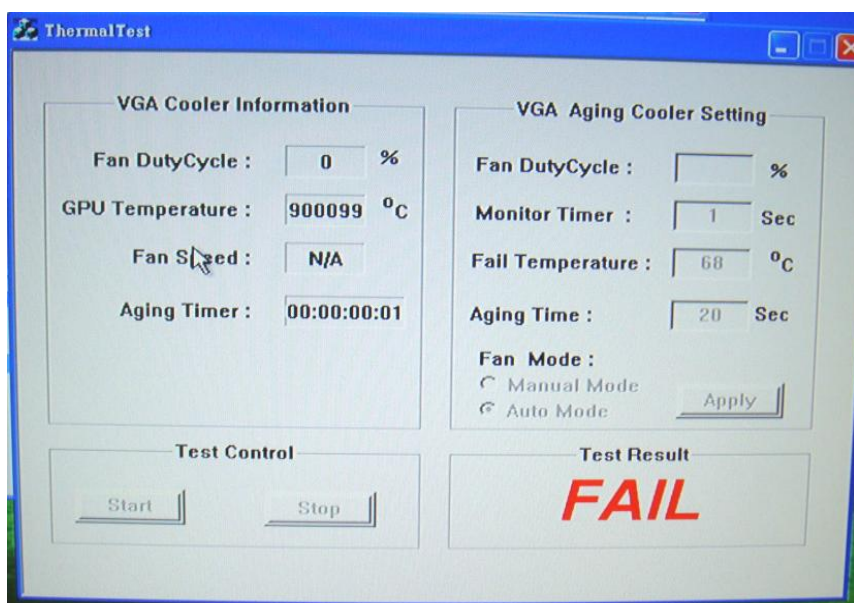 ThermalTest
VGA Cooler Information
Fan DutyCycle : 0 %
GPU Temperature : 900099 °C
Fan Speed : N/A
Aging Timer : 00:00:00:01
VGA Aging Cooler Setting
Fan DutyCycle : %
Monitor Timer : 1 Sec
Fail Temperature : 68 °C
Aging Time : 20 Sec
Fan Mode :
Manual Mode
Auto Mode
Apply
Test Control
Start Stop
Test Result
FAIL